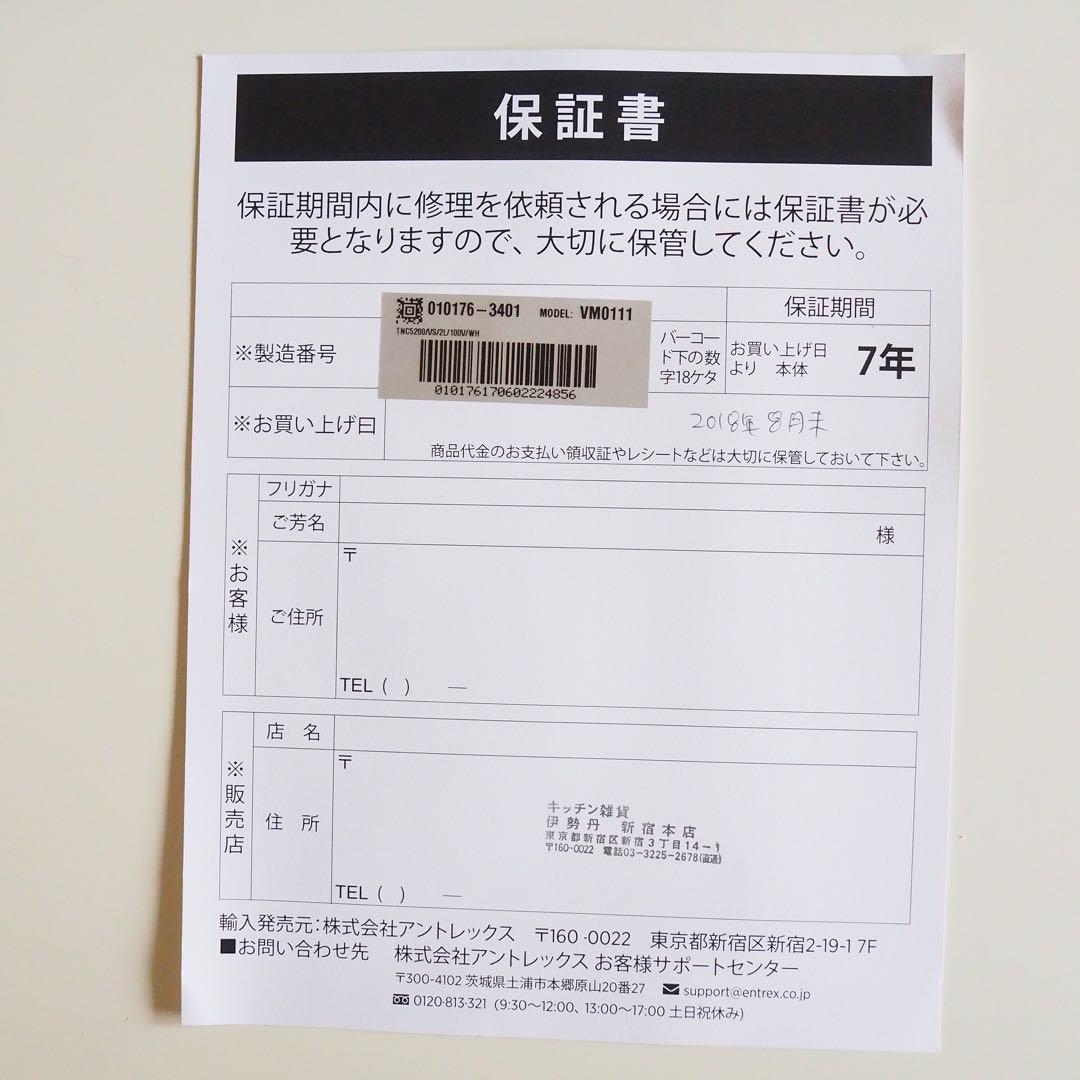 保証書
保証期間内に修理を依頼される場合には保証書が必
要となりますので、大切に保管してください。
保証期間
010176-3401 MODEL: VM0111
TNC5200/VS/2L/100V/WH
010176170602224856
※製造番号
バーコー
ド下の数
字18ケタ
お買い上げ日
より 本体
7年
※お買い上げ日
2018年8月末
商品代金のお支払い領収証やレシートなどは大切に保管しておいて下さい。
※お客様
フリガナ
ご芳名
様
ご住所
〒
TEL ( ) —
※販売店
店 名
住 所
〒
キッチン雑貨
伊勢丹 新宿本店
東京都新宿区新宿3丁目14-1
〒160-0022 電話03-3225-2678(直通)
TEL ( ) —
輸入発売元:株式会社アントレックス 〒160-0022 東京都新宿区新宿2-19-1 7F
■お問い合わせ先 株式会社アントレックス お客様サポートセンター
〒300-4102 茨城県土浦市本郷原山20番27 support@entrex.co.jp
0120-813-321 (9:30〜12:00、13:00〜17:00 土日祝休み)